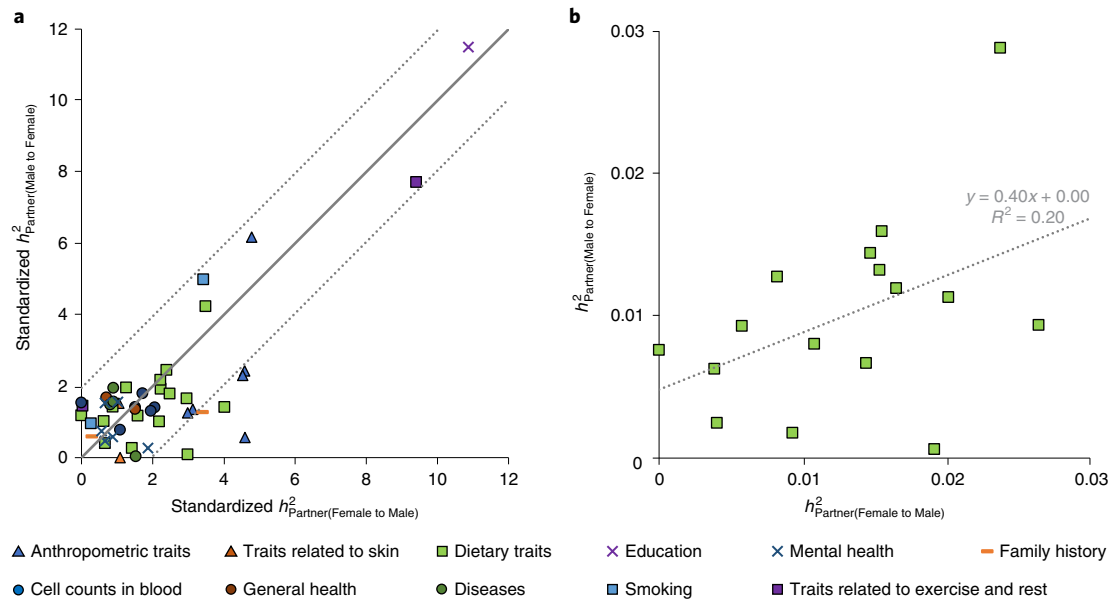 a
12
10
8
6
4
2
0
Standardized h²Partner(Male to Female)
0 2 4 6 8 10 12
Standardized h²Partner(Female to Male)
b
0.03
0.02
0.01
0
h²Partner(Male to Female)
y = 0.40x + 0.00
R² = 0.20
0 0.01 0.02 0.03
h²Partner(Female to Male)
Anthropometric traits Traits related to skin Dietary traits Education Mental health Family history
Cell counts in blood General health Diseases Smoking Traits related to exercise and rest